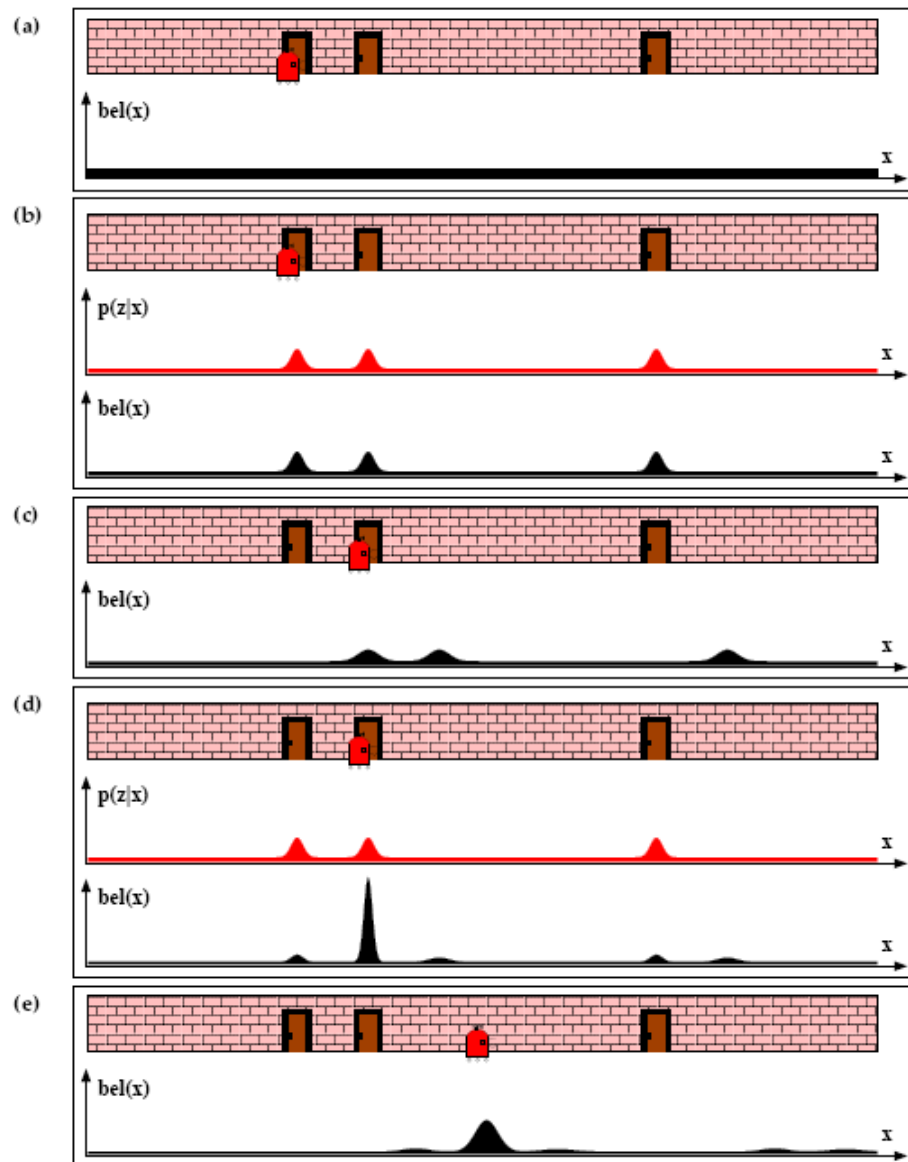 (a)
bel(x)
x
(b)
p(z|x)
x
bel(x)
x
(c)
bel(x)
x
(d)
p(z|x)
x
bel(x)
x
(e)
bel(x)
x